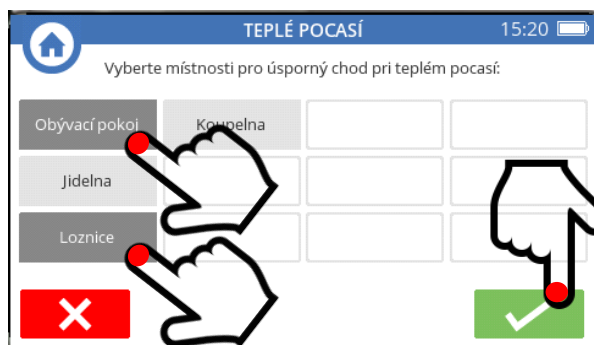 TEPLÉ POCASÍ 15:20
Vyberte místnosti pro úsporný chod pri teplém pocasí:
Obývací pokoj Koupelna
Jidelna
Loznice